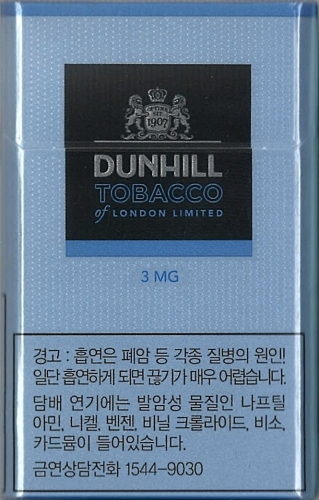 1907
DUNHILL
TOBACCO
of LONDON LIMITED
3 MG
경고 : 흡연은 폐암 등 각종 질병의 원인!
일단 흡연하게 되면 끊기가 매우 어렵습니다.
담배 연기에는 발암성 물질인 나프틸
아민, 니켈, 벤젠, 비닐 크롤라이드, 비소,
카드뮴이 들어있습니다.
금연상담전화 1544-9030